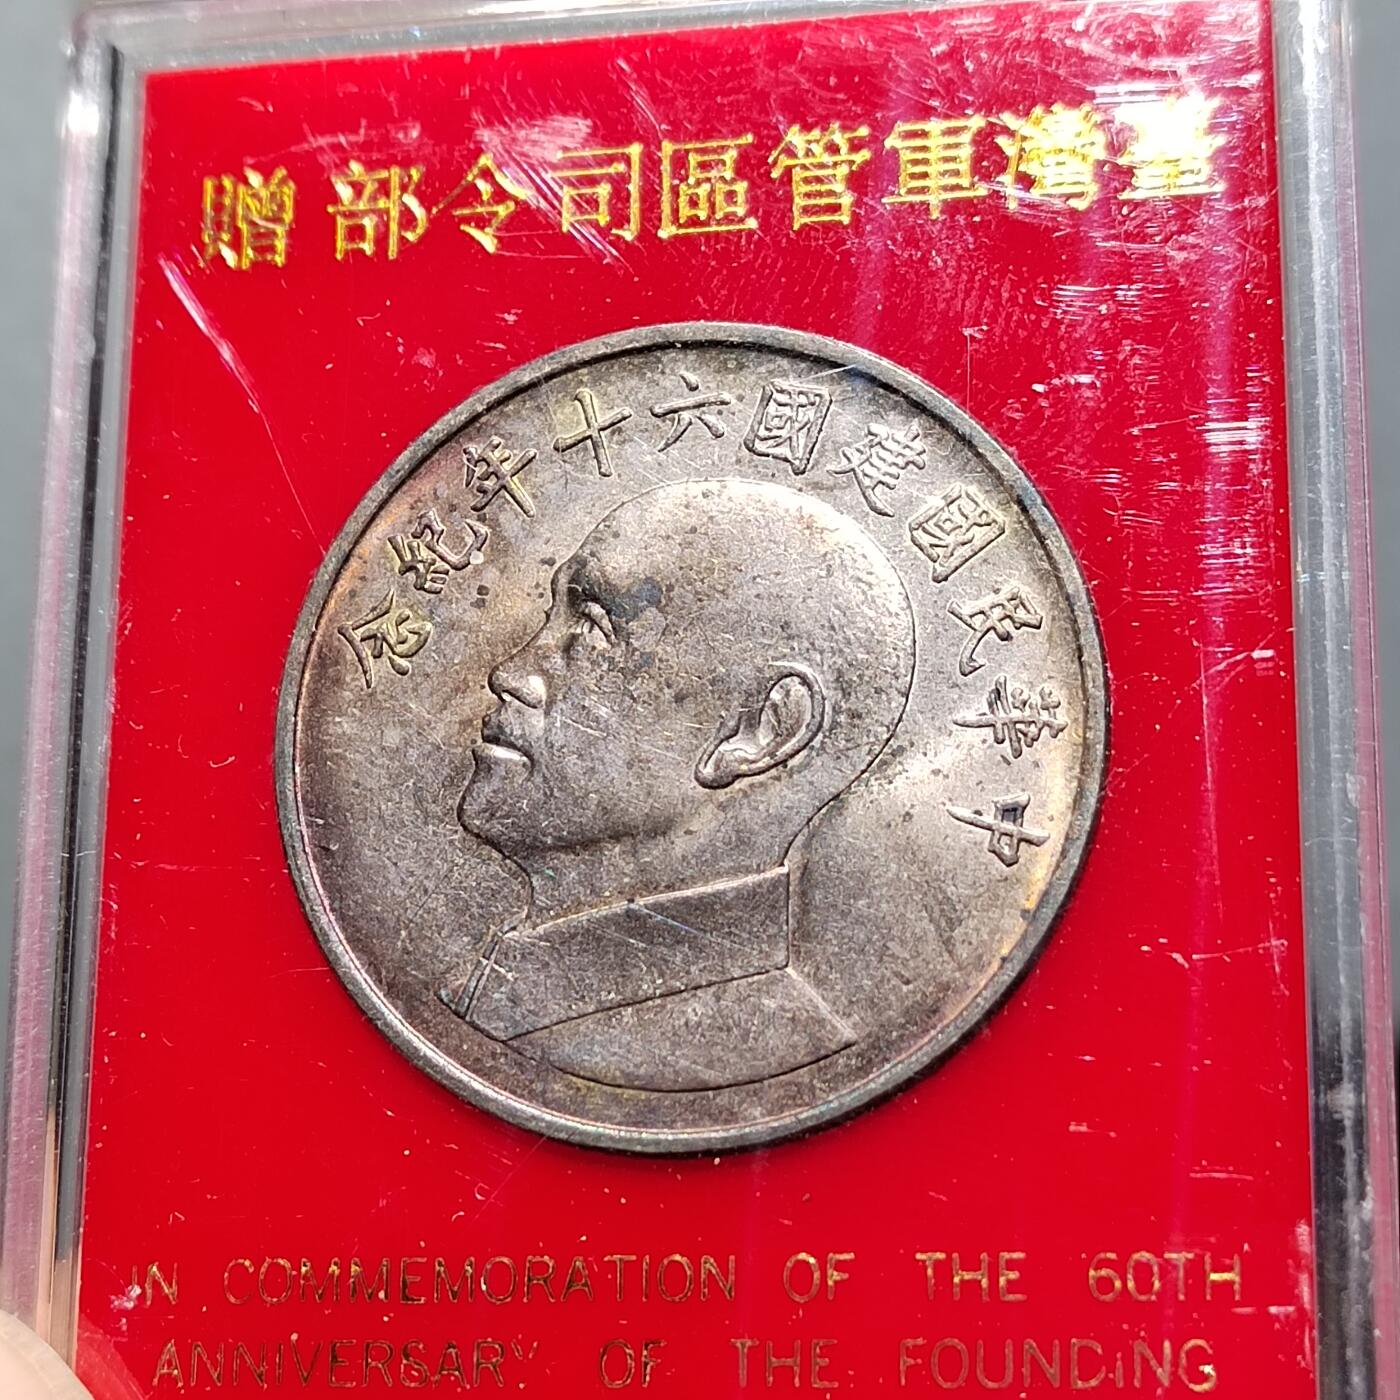 臺灣軍管區司令部 贈
中華民國建國六十年紀念
IN COMMEMORATION OF THE 60TH
ANNIVERSARY OF THE FOUNDING